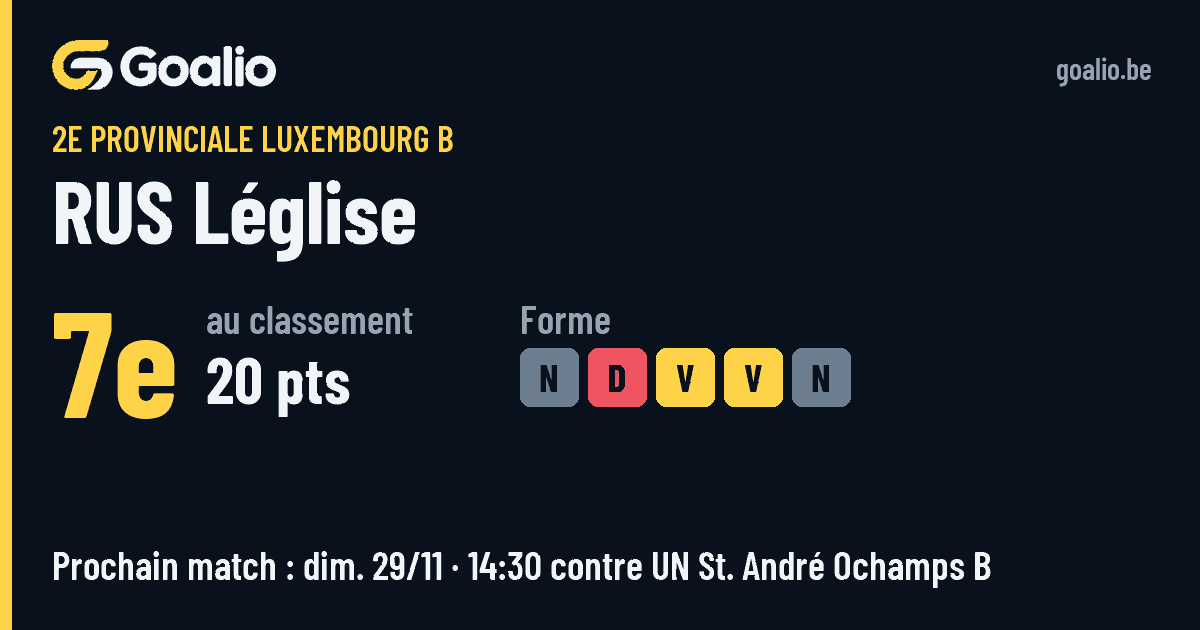 Goalio
goalio.be
2E PROVINCIALE LUXEMBOURG B
RUS Léglise
7e
au classement
20 pts
Forme
N D V V N
Prochain match : dim. 29/11 · 14:30 contre UN St. André Ochamps B